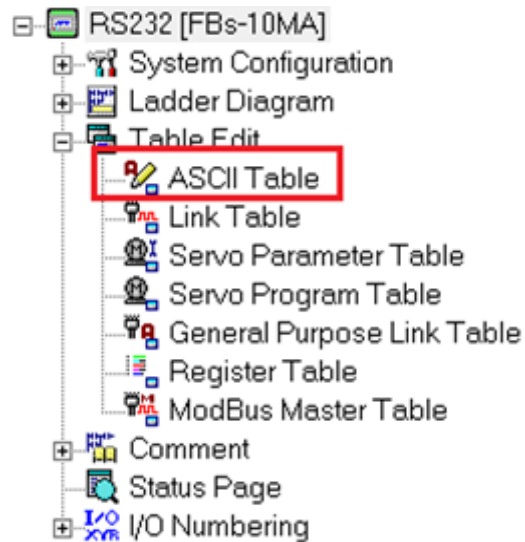 RS232 [FBs-10MA]
System Configuration
Ladder Diagram
Table Edit
ASCII Table
Link Table
Servo Parameter Table
Servo Program Table
General Purpose Link Table
Register Table
ModBus Master Table
Comment
Status Page
I/O Numbering